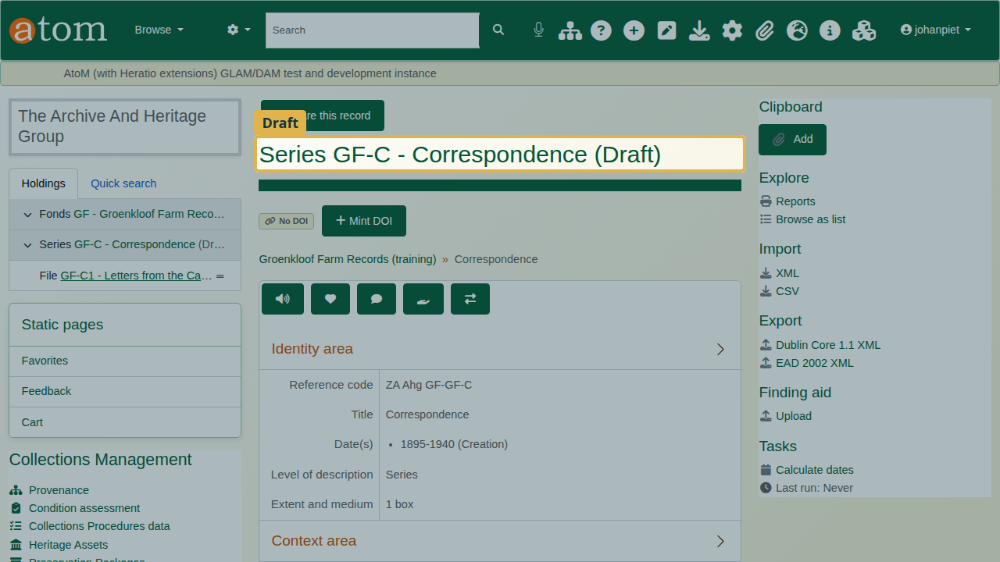 atom
Browse
Search
johanpiet
AtoM (with Heratio extensions) GLAM/DAM test and development instance
The Archive And Heritage
Group
Holdings
Quick search
Fonds GF - Groenkloof Farm Reco...
Series GF-C - Correspondence (Dr...
File GF-C1 - Letters from the Ca...
Static pages
Favorites
Feedback
Cart
Collections Management
Provenance
Condition assessment
Collections Procedures data
Heritage Assets
Preservation Packages
re this record
Draft
Series GF-C - Correspondence (Draft)
No DOI
Mint DOI
Groenkloof Farm Records (training) » Correspondence
Identity area
Reference code ZA Ahg GF-GF-C
Title Correspondence
Date(s) • 1895-1940 (Creation)
Level of description Series
Extent and medium 1 box
Context area
Clipboard
Add
Explore
Reports
Browse as list
Import
XML
CSV
Export
Dublin Core 1.1 XML
EAD 2002 XML
Finding aid
Upload
Tasks
Calculate dates
Last run: Never